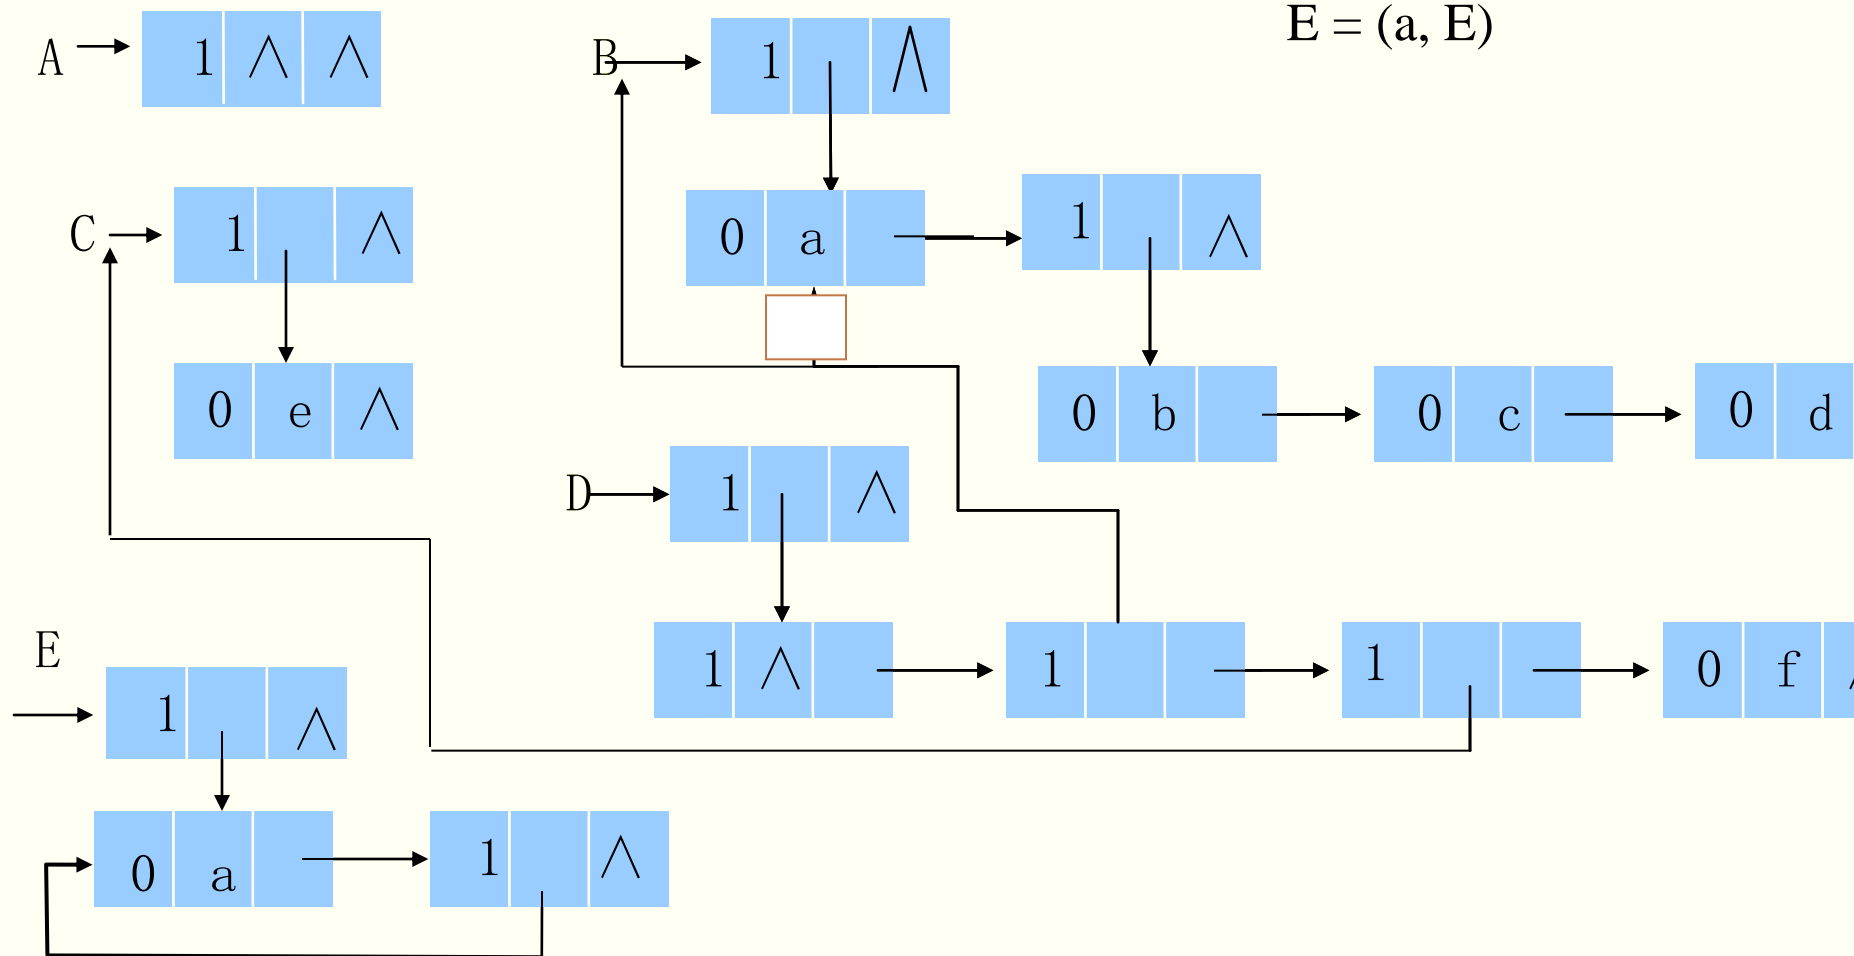 E = (a, E)
A 1 ∧ ∧
B 1 ∧
C 1 ∧
0 a
1 ∧
0 e ∧
0 b
0 c
0 d
D 1 ∧
E
1 ∧
1 ∧
1
1
0 f
0 a
1 ∧